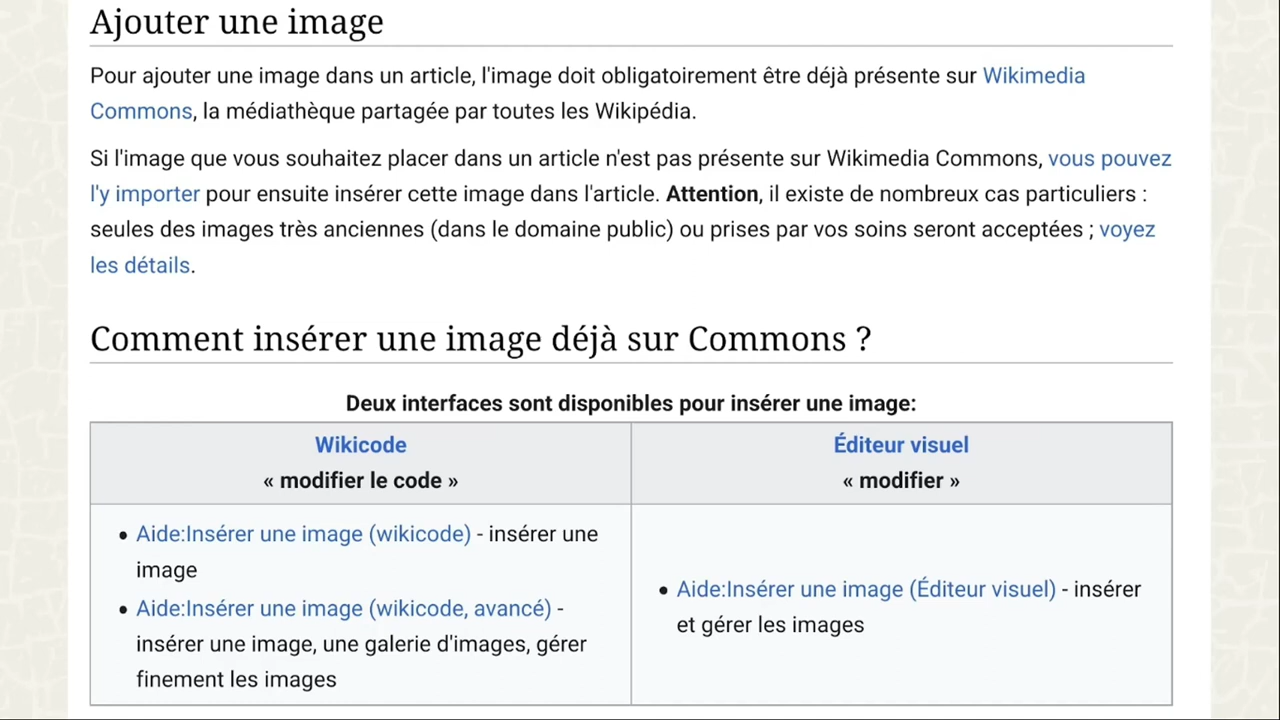 Ajouter une image
Pour ajouter une image dans un article, l'image doit obligatoirement être déjà présente sur Wikimedia
Commons, la médiathèque partagée par toutes les Wikipédia.
Si l'image que vous souhaitez placer dans un article n'est pas présente sur Wikimedia Commons, vous pouvez
l'y importer pour ensuite insérer cette image dans l'article. Attention, il existe de nombreux cas particuliers :
seules des images très anciennes (dans le domaine public) ou prises par vos soins seront acceptées ; voyez
les détails.
Comment insérer une image déjà sur Commons ?
Deux interfaces sont disponibles pour insérer une image:
Wikicode
« modifier le code »
Éditeur visuel
« modifier »
• Aide:Insérer une image (wikicode) - insérer une
image
• Aide:Insérer une image (wikicode, avancé) -
insérer une image, une galerie d'images, gérer
finement les images
• Aide:Insérer une image (Éditeur visuel) - insérer
et gérer les images